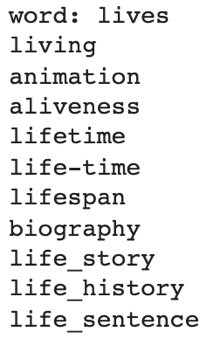 word: lives
living
animation
aliveness
lifetime
life-time
lifespan
biography
life_story
life_history
life_sentence